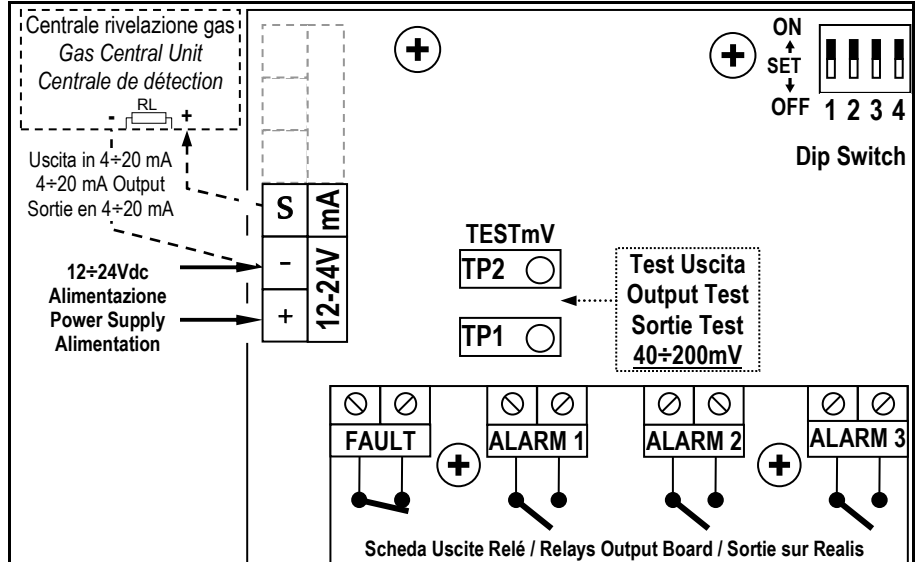 Centrale rivelazione gas
Gas Central Unit
Centrale de détection
- RL +
Uscita in 4÷20 mA
4÷20 mA Output
Sortie en 4÷20 mA
S mA
- 12-24V
+
12÷24Vdc
Alimentazione
Power Supply
Alimentation
ON
SET
OFF
1 2 3 4
Dip Switch
TESTmV
TP2
TP1
Test Uscita
Output Test
Sortie Test
40÷200mV
FAULT ALARM 1 ALARM 2 ALARM 3
Scheda Uscite Relé / Relays Output Board / Sortie sur Realis